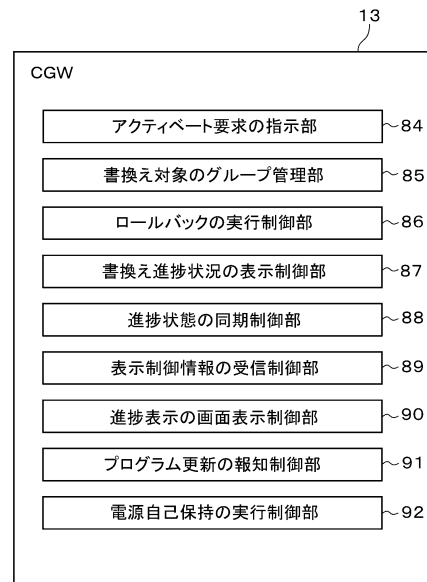 13
CGW
アクティベート要求の指示部 84
書換え対象のグループ管理部 85
ロールバックの実行制御部 86
書換え進捗状況の表示制御部 87
進捗状態の同期制御部 88
表示制御情報の受信制御部 89
進捗表示の画面表示制御部 90
プログラム更新の報知制御部 91
電源自己保持の実行制御部 92